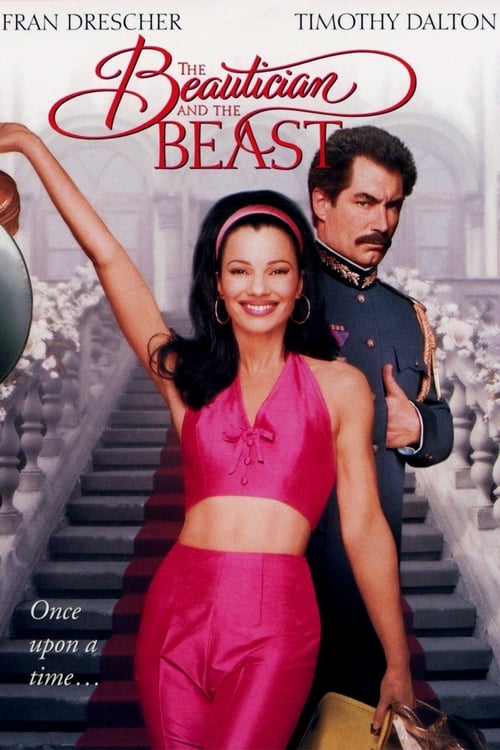 FRAN DRESCHER TIMOTHY DALTON
THE
Beautician
AND THE
BEAST
Once
upon a
time...